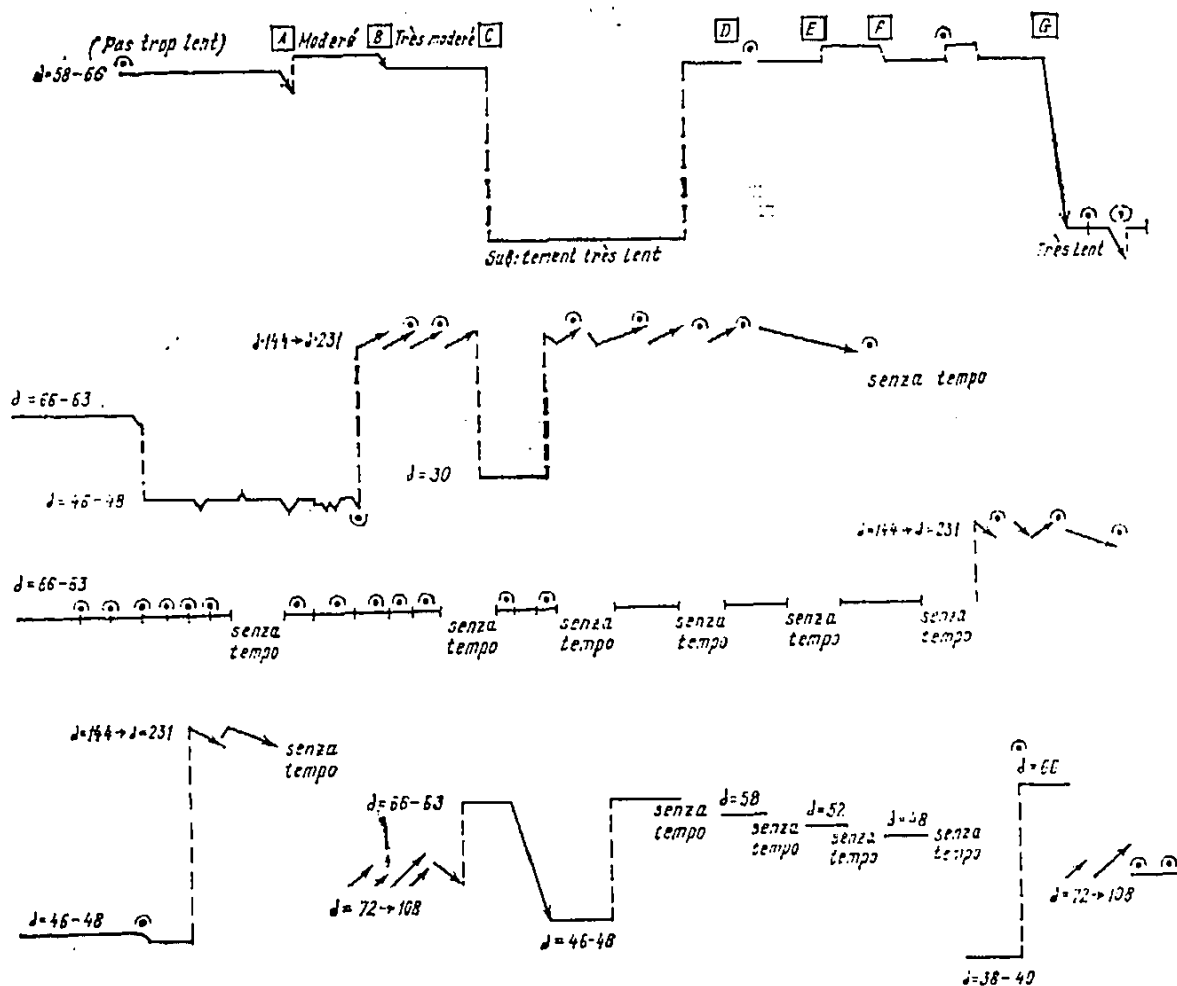 (Pas trop lent) A Moderé B Très moderé C D E F G
d=58-66
Subitement très lent
Très lent
d=144→d=231
senza tempo
d=66-63
d=30
d=46-48
d=144→d=231
d=66-63
senza tempo
senza tempo
senza tempo
senza tempo
senza tempo
senza tempo
d=144→d=231
senza tempo
d=66
d=66-63
senza tempo
d=58
senza tempo
d=52
senza tempo
d=48
senza tempo
d=72→108
d=72→108
d=46-48
d=46-48
d=38-40